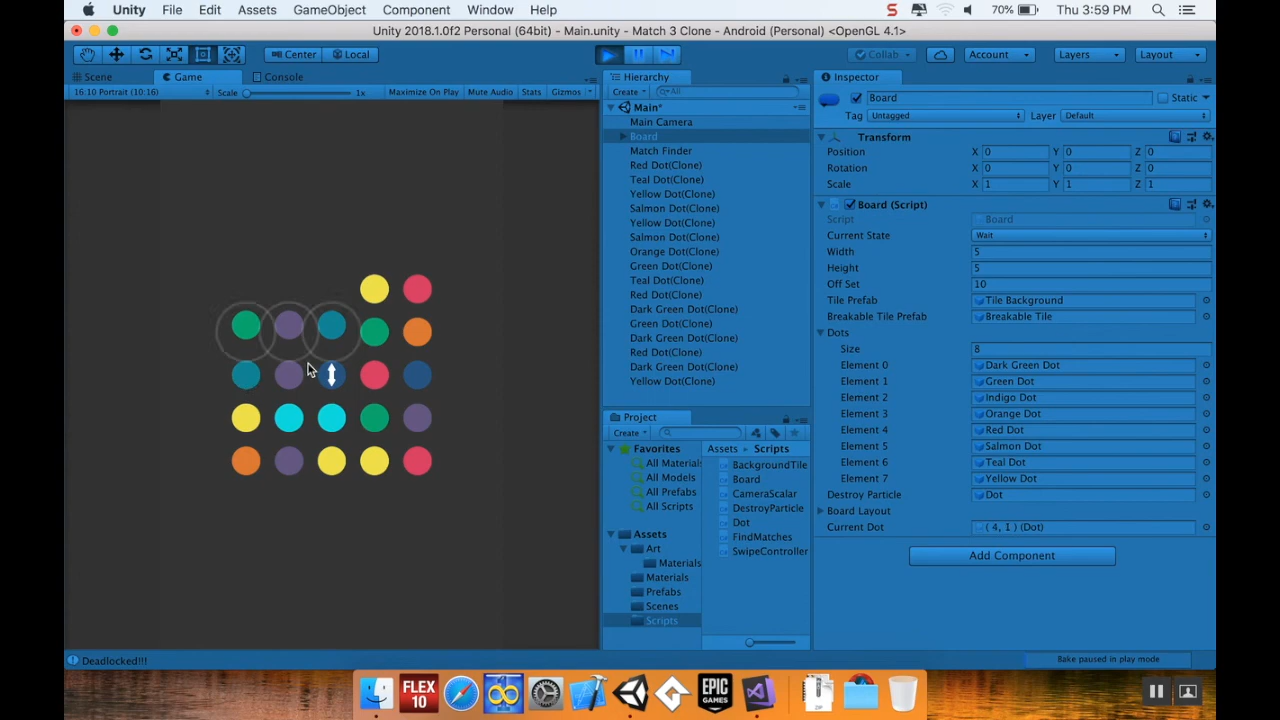 Unity File Edit Assets GameObject Component Window Help 70% Thu 3:59 PM
Unity 2018.1.0f2 Personal (64bit) - Main.unity - Match 3 Clone - Android (Personal) <OpenGL 4.1>
Center Local Collab Account Layers Layout
Scene Game Console
16:10 Portrait (10:16) Scale 1x Maximize On Play Mute Audio Stats Gizmos
Hierarchy
Create All
Main*
Main Camera
Board
Match Finder
Red Dot(Clone)
Teal Dot(Clone)
Yellow Dot(Clone)
Salmon Dot(Clone)
Yellow Dot(Clone)
Salmon Dot(Clone)
Orange Dot(Clone)
Green Dot(Clone)
Teal Dot(Clone)
Red Dot(Clone)
Dark Green Dot(Clone)
Green Dot(Clone)
Dark Green Dot(Clone)
Red Dot(Clone)
Dark Green Dot(Clone)
Yellow Dot(Clone)
Project
Create
Favorites
All Materials
All Models
All Prefabs
All Scripts
Assets
Art
Materials
Materials
Prefabs
Scenes
Scripts
Assets Scripts
BackgroundTile
Board
CameraScalar
DestroyParticle
Dot
FindMatches
SwipeController
Inspector
Board Static
Tag Untagged Layer Default
Transform
Position X 0 Y 0 Z 0
Rotation X 0 Y 0 Z 0
Scale X 1 Y 1 Z 1
Board (Script)
Script Board
Current State Wait
Width 5
Height 5
Off Set 10
Tile Prefab Tile Background
Breakable Tile Prefab Breakable Tile
Dots
Size 8
Element 0 Dark Green Dot
Element 1 Green Dot
Element 2 Indigo Dot
Element 3 Orange Dot
Element 4 Red Dot
Element 5 Salmon Dot
Element 6 Teal Dot
Element 7 Yellow Dot
Destroy Particle Dot
Board Layout
Current Dot ( 4, 1 ) (Dot)
Add Component
Deadlocked!!! Bake paused in play mode
FLEX 10
EPIC GAMES
ZIP